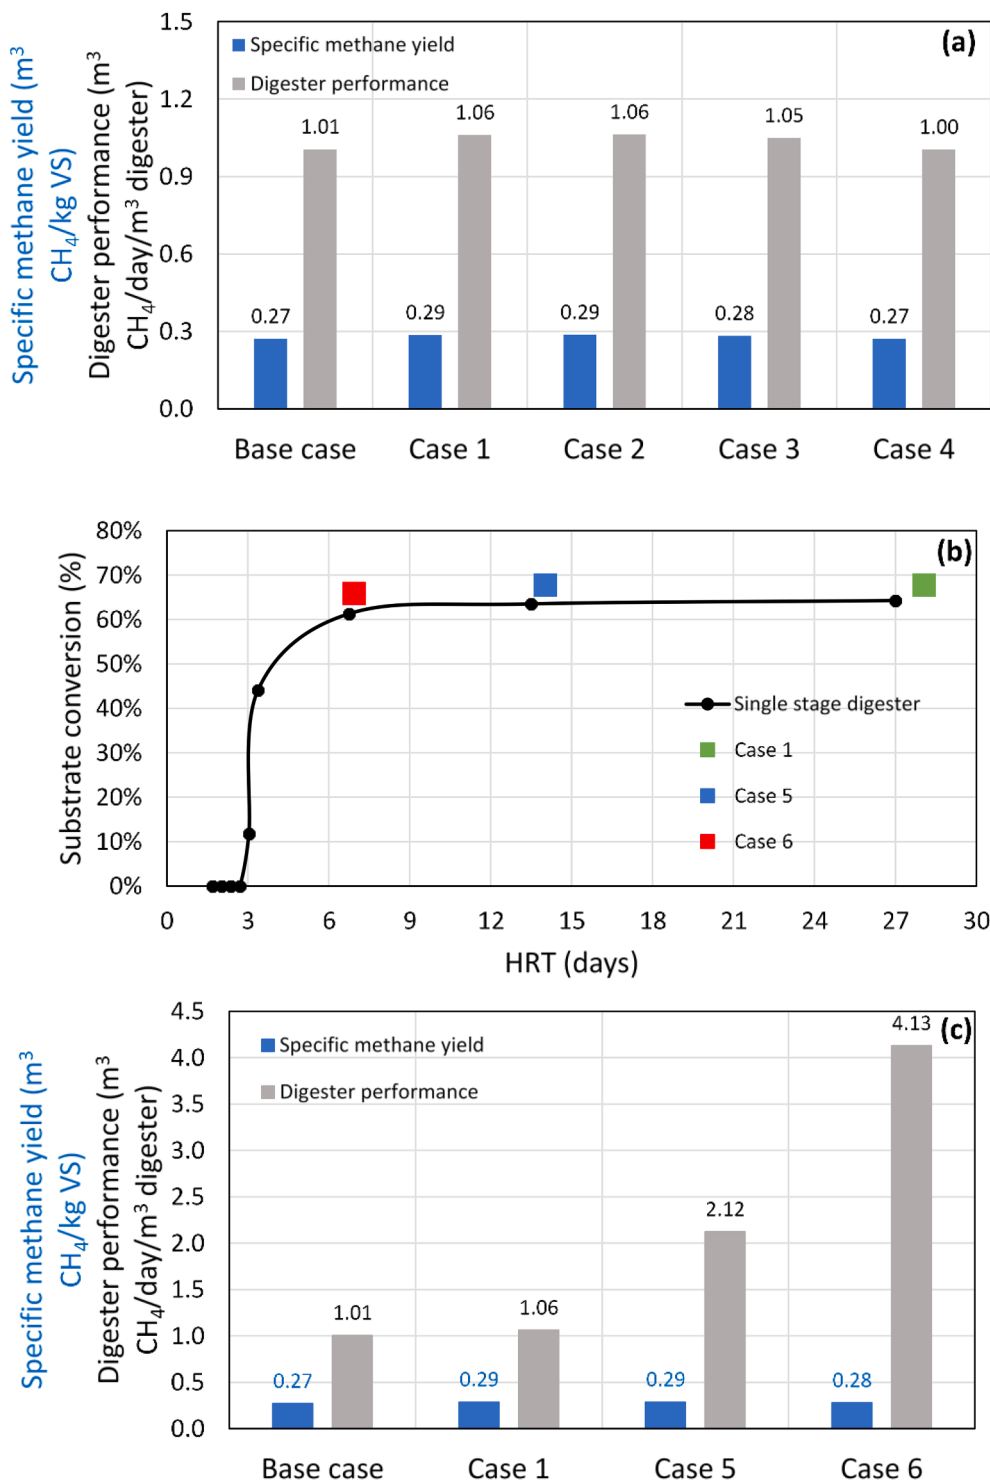 Specific methane yield (m³
CH₄/kg VS)
Digester performance (m³
CH₄/day/m³ digester)
1.5
1.2
0.9
0.6
0.3
0.0
Specific methane yield
Digester performance
(a)
0.27
1.01
0.29
1.06
0.29
1.06
0.28
1.05
0.27
1.00
Base case
Case 1
Case 2
Case 3
Case 4
Substrate conversion (%)
80%
70%
60%
50%
40%
30%
20%
10%
0%
(b)
Single stage digester
Case 1
Case 5
Case 6
0 3 6 9 12 15 18 21 24 27 30
HRT (days)
Specific methane yield (m³
CH₄/kg VS)
Digester performance (m³
CH₄/day/m³ digester)
4.5
4.0
3.5
3.0
2.5
2.0
1.5
1.0
0.5
0.0
Specific methane yield
Digester performance
(c)
0.27
1.01
0.29
1.06
0.29
2.12
0.28
4.13
Base case
Case 1
Case 5
Case 6